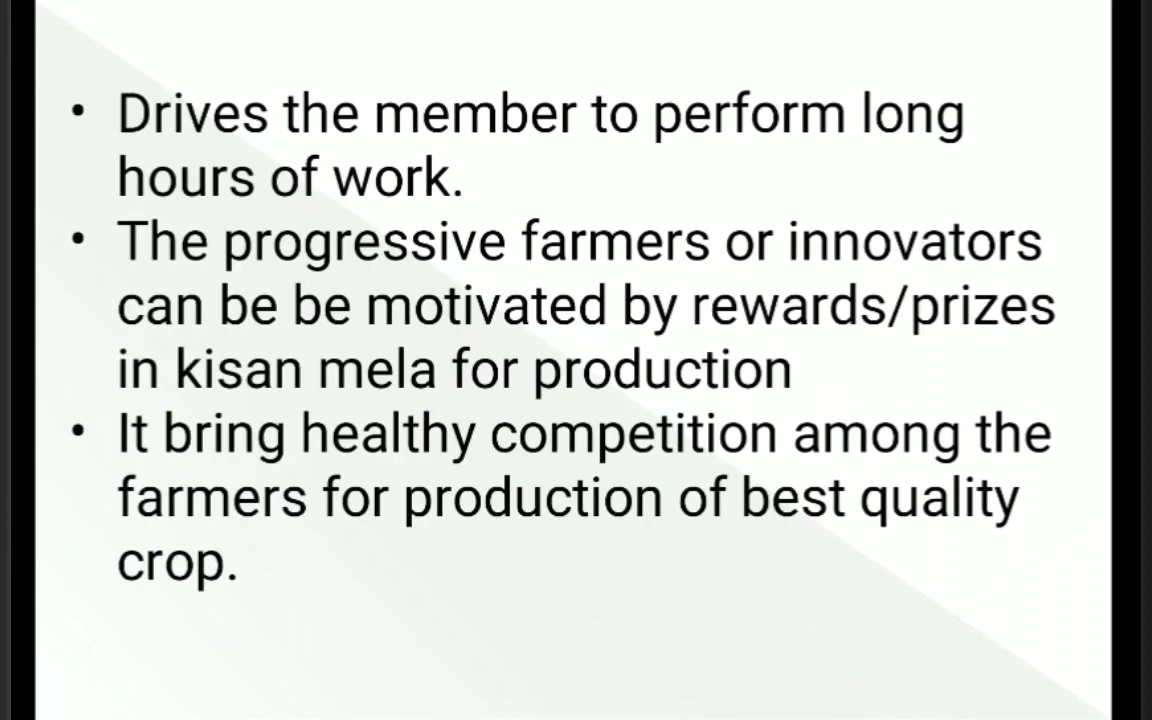 • Drives the member to perform long
hours of work.
• The progressive farmers or innovators
can be be motivated by rewards/prizes
in kisan mela for production
• It bring healthy competition among the
farmers for production of best quality
crop.